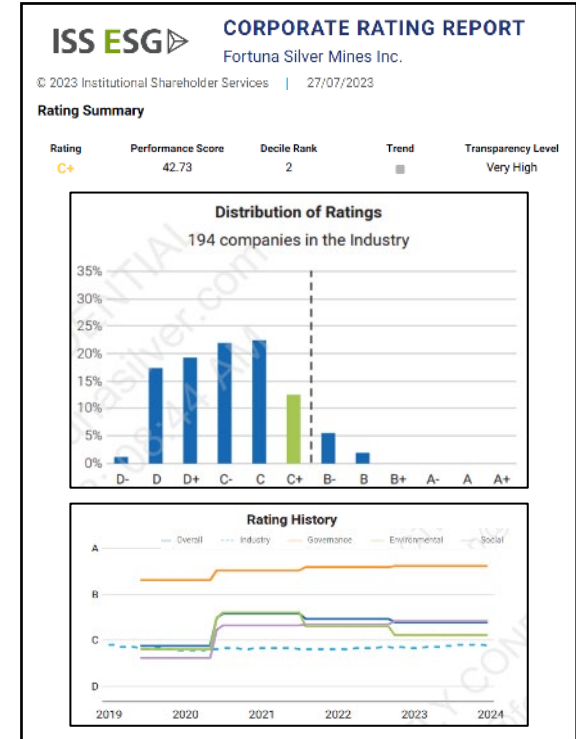 ISS ESG
CORPORATE RATING REPORT
Fortuna Silver Mines Inc.
© 2023 Institutional Shareholder Services | 27/07/2023
Rating Summary
Rating Performance Score Decile Rank Trend Transparency Level
C+ 42.73 2 Very High
Distribution of Ratings
194 companies in the Industry
35%
30%
25%
20%
15%
10%
5%
0%
D- D D+ C- C C+ B- B B+ A- A A+
Rating History
Overall Industry Governance Environmental Social
A
B
C
D
2019 2020 2021 2022 2023 2024